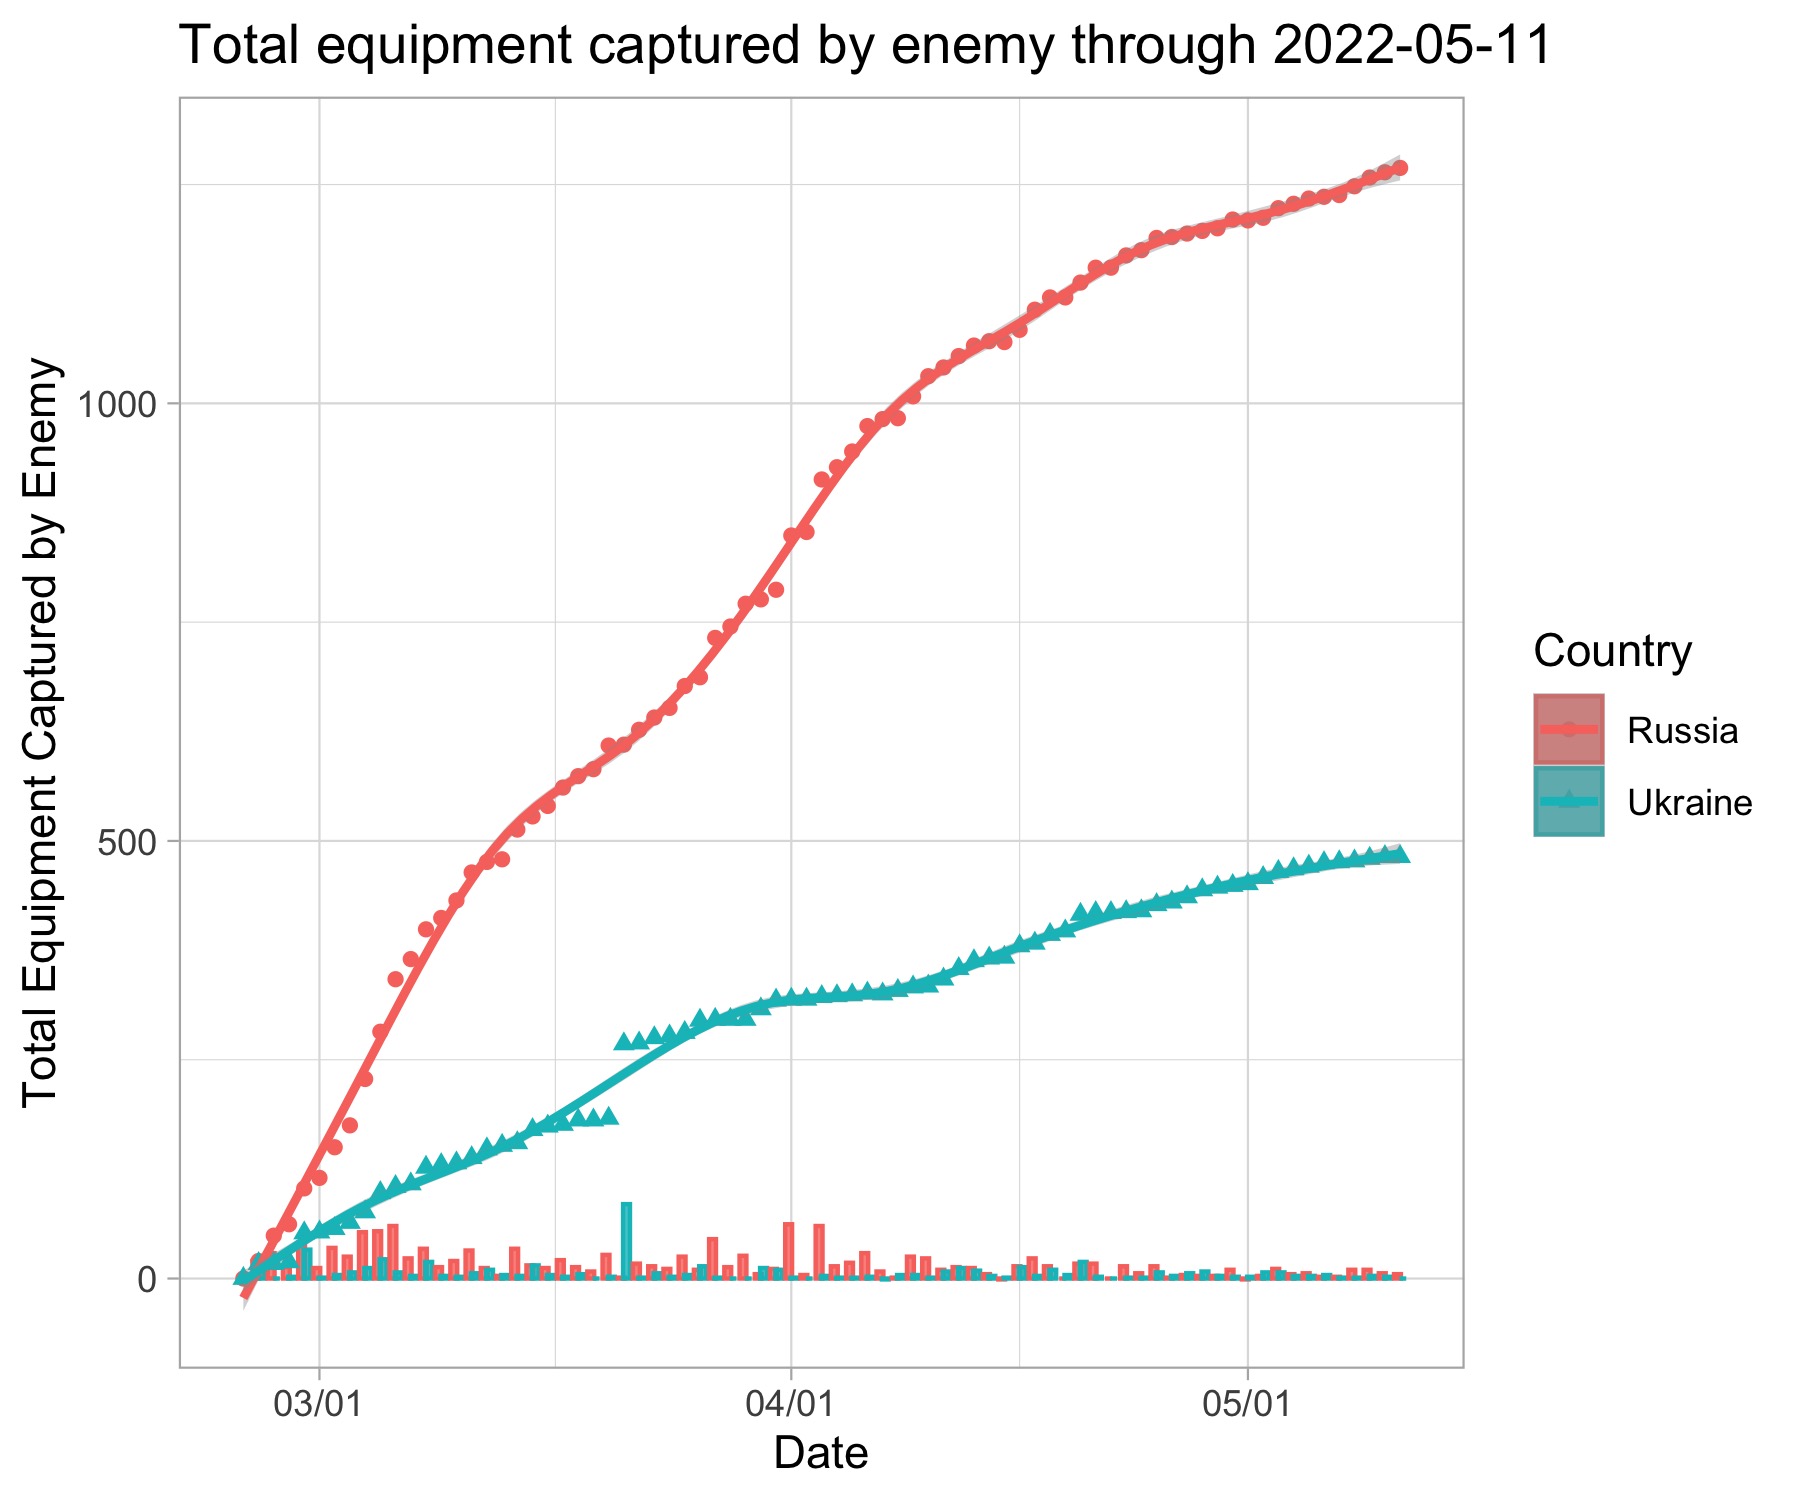 Total equipment captured by enemy through 2022-05-11
Total Equipment Captured by Enemy
1000
500
0
03/01
04/01
05/01
Date
Country
Russia
Ukraine